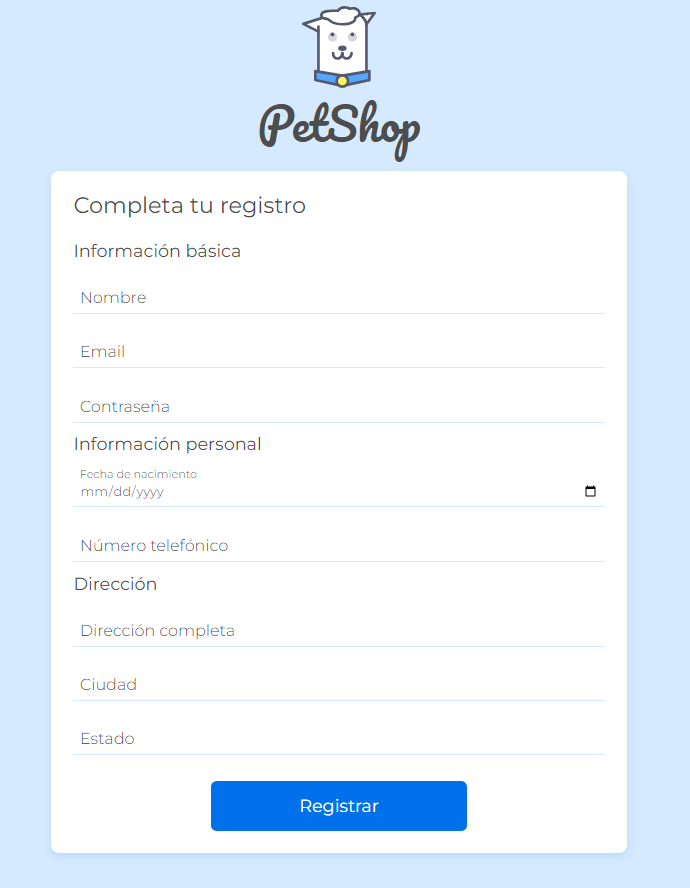 PetShop
Completa tu registro
Información básica
Nombre
Email
Contraseña
Información personal
Fecha de nacimiento
mm/dd/yyyy
Número telefónico
Dirección
Dirección completa
Ciudad
Estado
Registrar